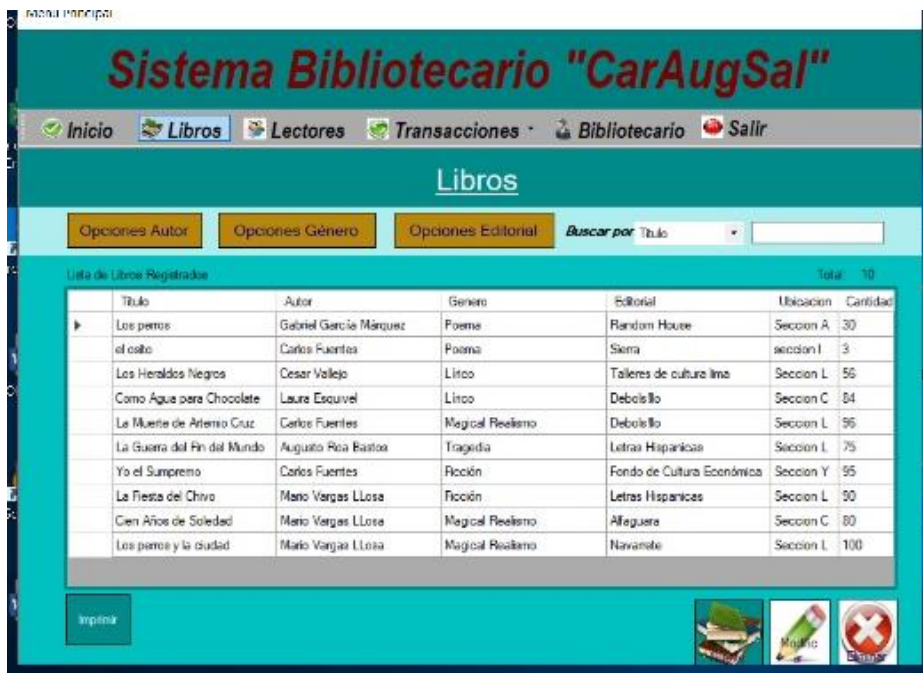 Menu Principal
Sistema Bibliotecario "CarAugSal"
Inicio Libros Lectores Transacciones Bibliotecario Salir
Libros
Opciones Autor Opciones Género Opciones Editorial Buscar por Título
Lista de Libros Registrados Total 10
Titulo Autor Genero Editorial Ubicacion Cantidad
Los perros Gabriel García Márquez Poema Random House Seccion A 30
el osito Carlos Fuentes Poema Sierra seccion l 3
Los Heraldos Negros Cesar Vallejo Lirico Talleres de cultura lima Seccion L 56
Como Agua para Chocolate Laura Esquivel Lirico Debolsillo Seccion C 84
La Muerte de Artemio Cruz Carlos Fuentes Magical Realismo Debolsillo Seccion L 96
La Guerra del Fin del Mundo Augusto Roa Bastos Tragedia Letras Hispanicas Seccion L 75
Yo el Sumpremo Carlos Fuentes Ficción Fondo de Cultura Económica Seccion Y 95
La Fiesta del Chivo Mario Vargas LLosa Ficción Letras Hispanicas Seccion L 90
Cien Años de Soledad Mario Vargas LLosa Magical Realismo Alfaguara Seccion C 80
Los perros y la ciudad Mario Vargas LLosa Magical Realismo Navarrete Seccion L 100
Imprimir Eliminar